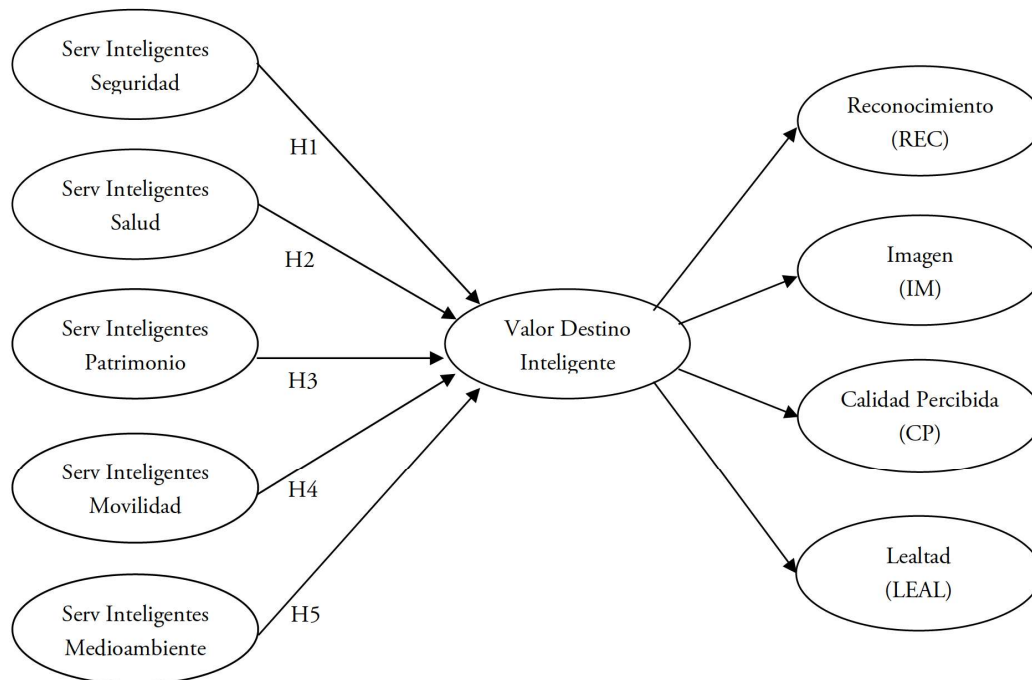 Serv Inteligentes
Seguridad
H1
Serv Inteligentes
Salud
H2
Serv Inteligentes
Patrimonio
H3
Serv Inteligentes
Movilidad
H4
Serv Inteligentes
Medioambiente
H5
Valor Destino
Inteligente
Reconocimiento
(REC)
Imagen
(IM)
Calidad Percibida
(CP)
Lealtad
(LEAL)